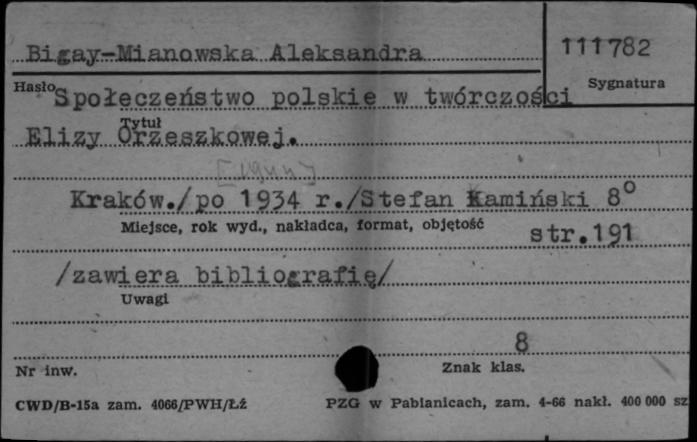 Bigay-Mianowska Aleksandra
111782
Hasło
Sygnatura
Społeczeństwo polskie w twórczości
Tytuł
Elizy Orzeszkowej.
Kraków./po 1934 r./Stefan Kamiński 8°
Miejsce, rok wyd., nakładca, format, objętość
str.191
/zawiera bibliografię/
Uwagi
8
Nr inw.
Znak klas.
CWD/B-15a zam. 4066/PWH/Łź
PZG w Pabianicach, zam. 4-66 nakł. 400 000 sz